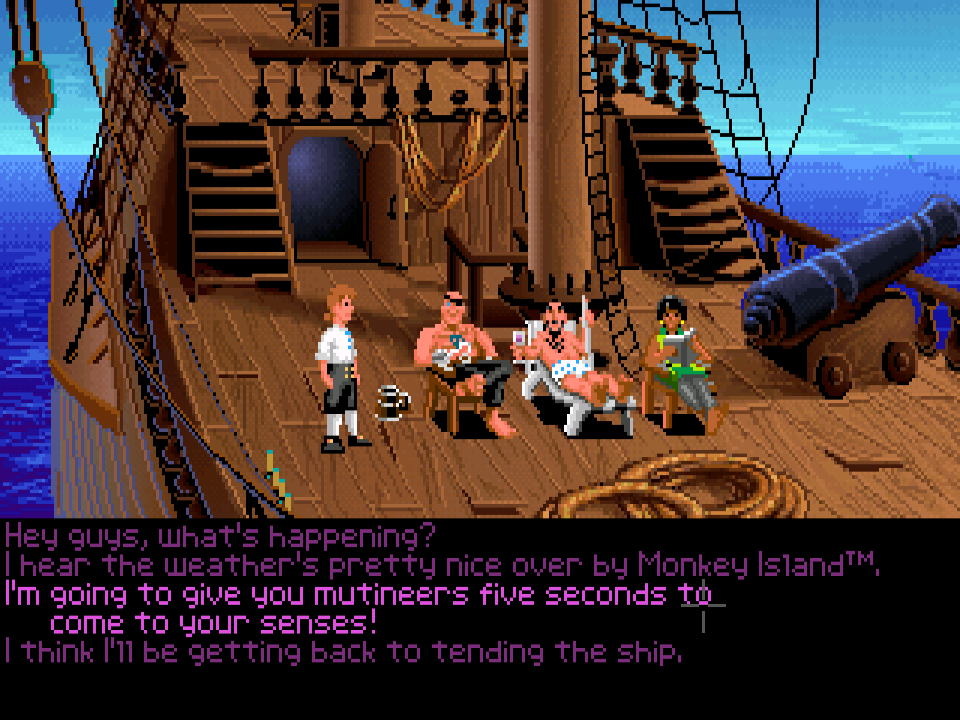 Hey guys, what's happening?
I hear the weather's pretty nice over by Monkey Island™.
I'm going to give you mutineers five seconds to
come to your senses!
I think I'll be getting back to tending the ship.